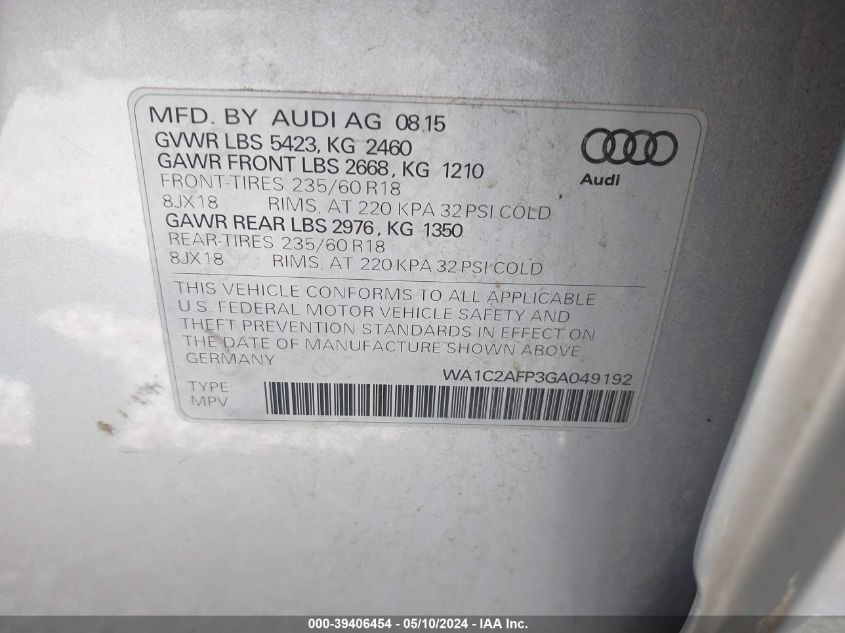 MFD. BY AUDI AG 08.15
GVWR LBS 5423, KG 2460
GAWR FRONT LBS 2668, KG 1210
FRONT-TIRES 235/60 R18
8JX18 RIMS, AT 220 KPA 32 PSI COLD
GAWR REAR LBS 2976, KG 1350
REAR-TIRES 235/60 R18
8JX18 RIMS, AT 220 KPA 32 PSI COLD
Audi
THIS VEHICLE CONFORMS TO ALL APPLICABLE
U.S. FEDERAL MOTOR VEHICLE SAFETY AND
THEFT PREVENTION STANDARDS IN EFFECT ON
THE DATE OF MANUFACTURE SHOWN ABOVE
GERMANY
WA1C2AFP3GA049192
TYPE:
MPV
000-39406454 - 05/10/2024 - IAAI.com